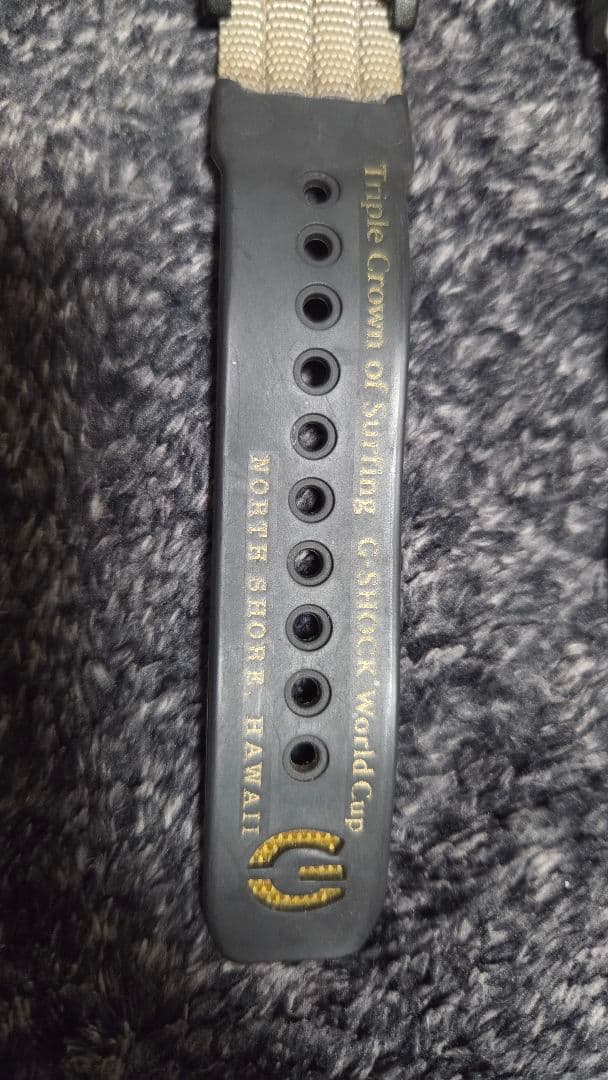 Triple Crown of Surfing G-SHOCK® World Cup
NORTH SHORE, HAWAII
G